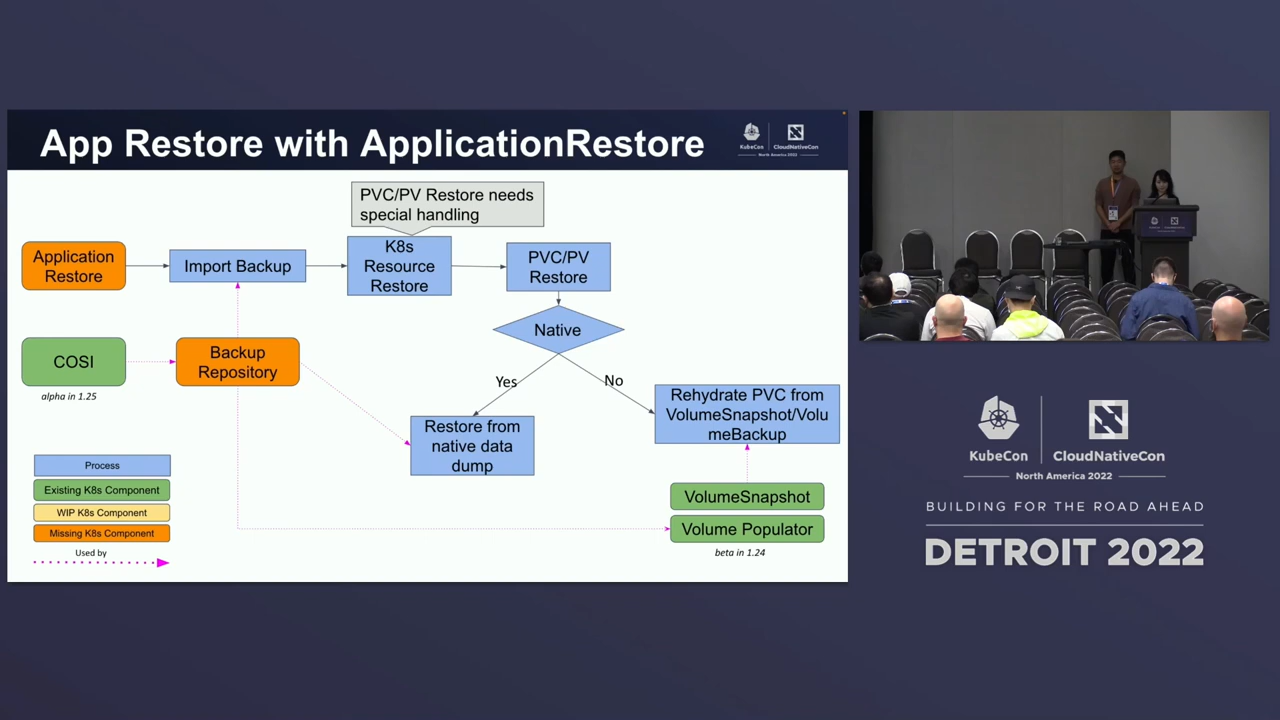 App Restore with ApplicationRestore
KubeCon
CloudNativeCon
North America 2022
PVC/PV Restore needs
special handling
Application
Restore
Import Backup
K8s
Resource
Restore
PVC/PV
Restore
Native
COSI
alpha in 1.25
Backup
Repository
Yes
No
Restore from
native data
dump
Rehydrate PVC from
VolumeSnapshot/Volu
meBackup
Process
Existing K8s Component
WIP K8s Component
Missing K8s Component
Used by
VolumeSnapshot
Volume Populator
beta in 1.24
KubeCon
CloudNativeCon
North America 2022
BUILDING FOR THE ROAD AHEAD
DETROIT 2022